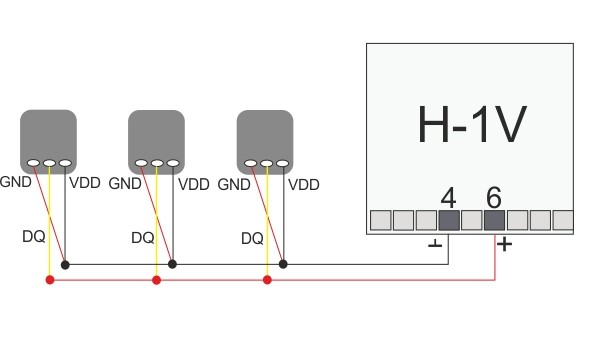 H-1V
4 6
GND VDD GND VDD GND VDD
DQ DQ DQ
⊥ +